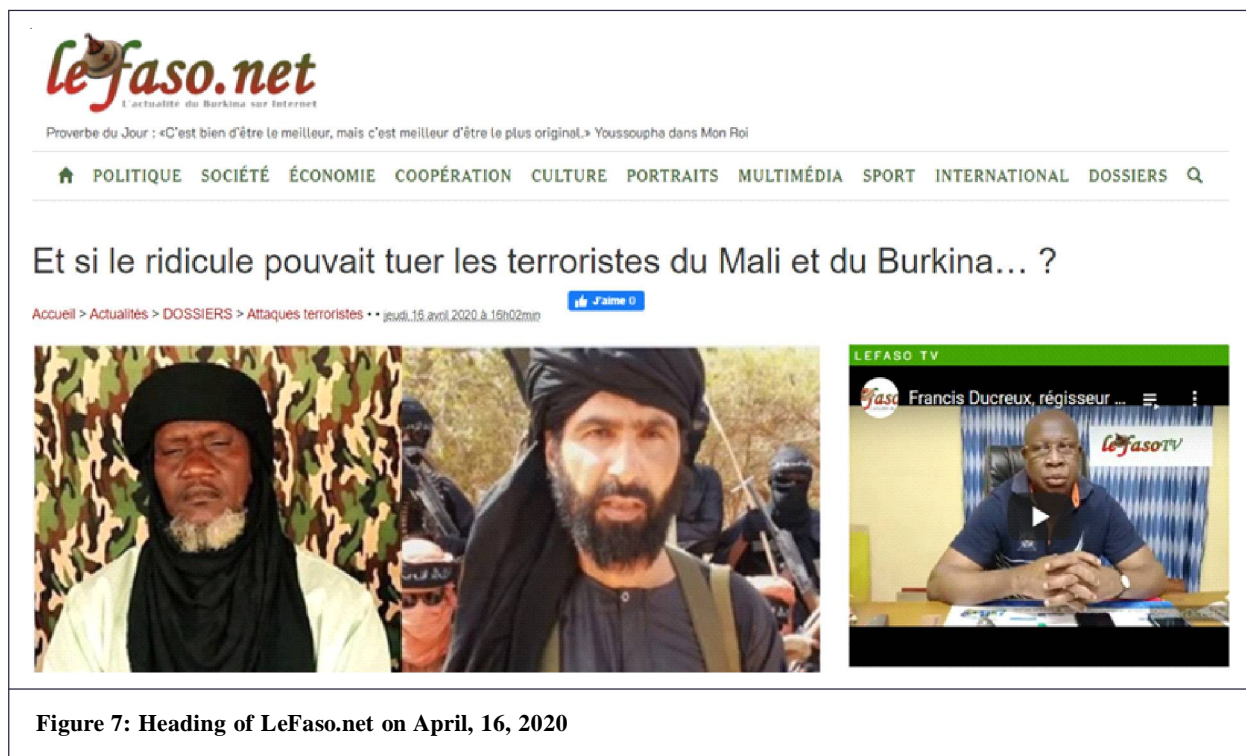 lefaso.net
L'actualité du Burkina sur Internet
Proverbe du Jour : «C'est bien d'être le meilleur, mais c'est meilleur d'être le plus original.» Youssoupha dans Mon Roi
POLITIQUE SOCIÉTÉ ÉCONOMIE COOPÉRATION CULTURE PORTRAITS MULTIMÉDIA SPORT INTERNATIONAL DOSSIERS
Et si le ridicule pouvait tuer les terroristes du Mali et du Burkina… ?
J'aime 0
Accueil > Actualités > DOSSIERS > Attaques terroristes • • jeudi 16 avril 2020 à 16h02min
LEFASO TV
faso Francis Ducreux, régisseur ...
lefasoTV
Figure 7: Heading of LeFaso.net on April, 16, 2020